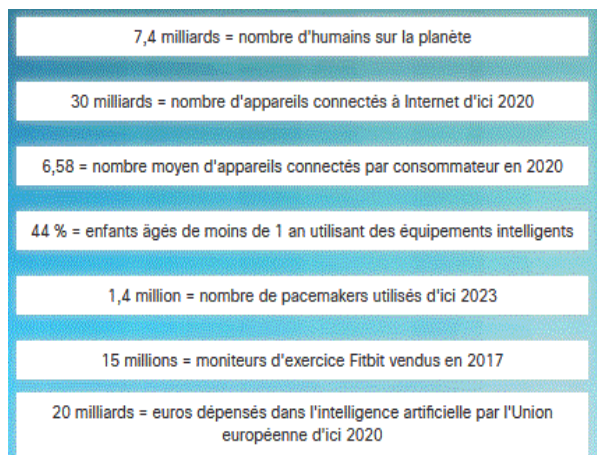 7,4 milliards = nombre d'humains sur la planète
30 milliards = nombre d'appareils connectés à Internet d'ici 2020
6,58 = nombre moyen d'appareils connectés par consommateur en 2020
44 % = enfants âgés de moins de 1 an utilisant des équipements intelligents
1,4 million = nombre de pacemakers utilisés d'ici 2023
15 millions = moniteurs d'exercice Fitbit vendus en 2017
20 milliards = euros dépensés dans l'intelligence artificielle par l'Union
européenne d'ici 2020